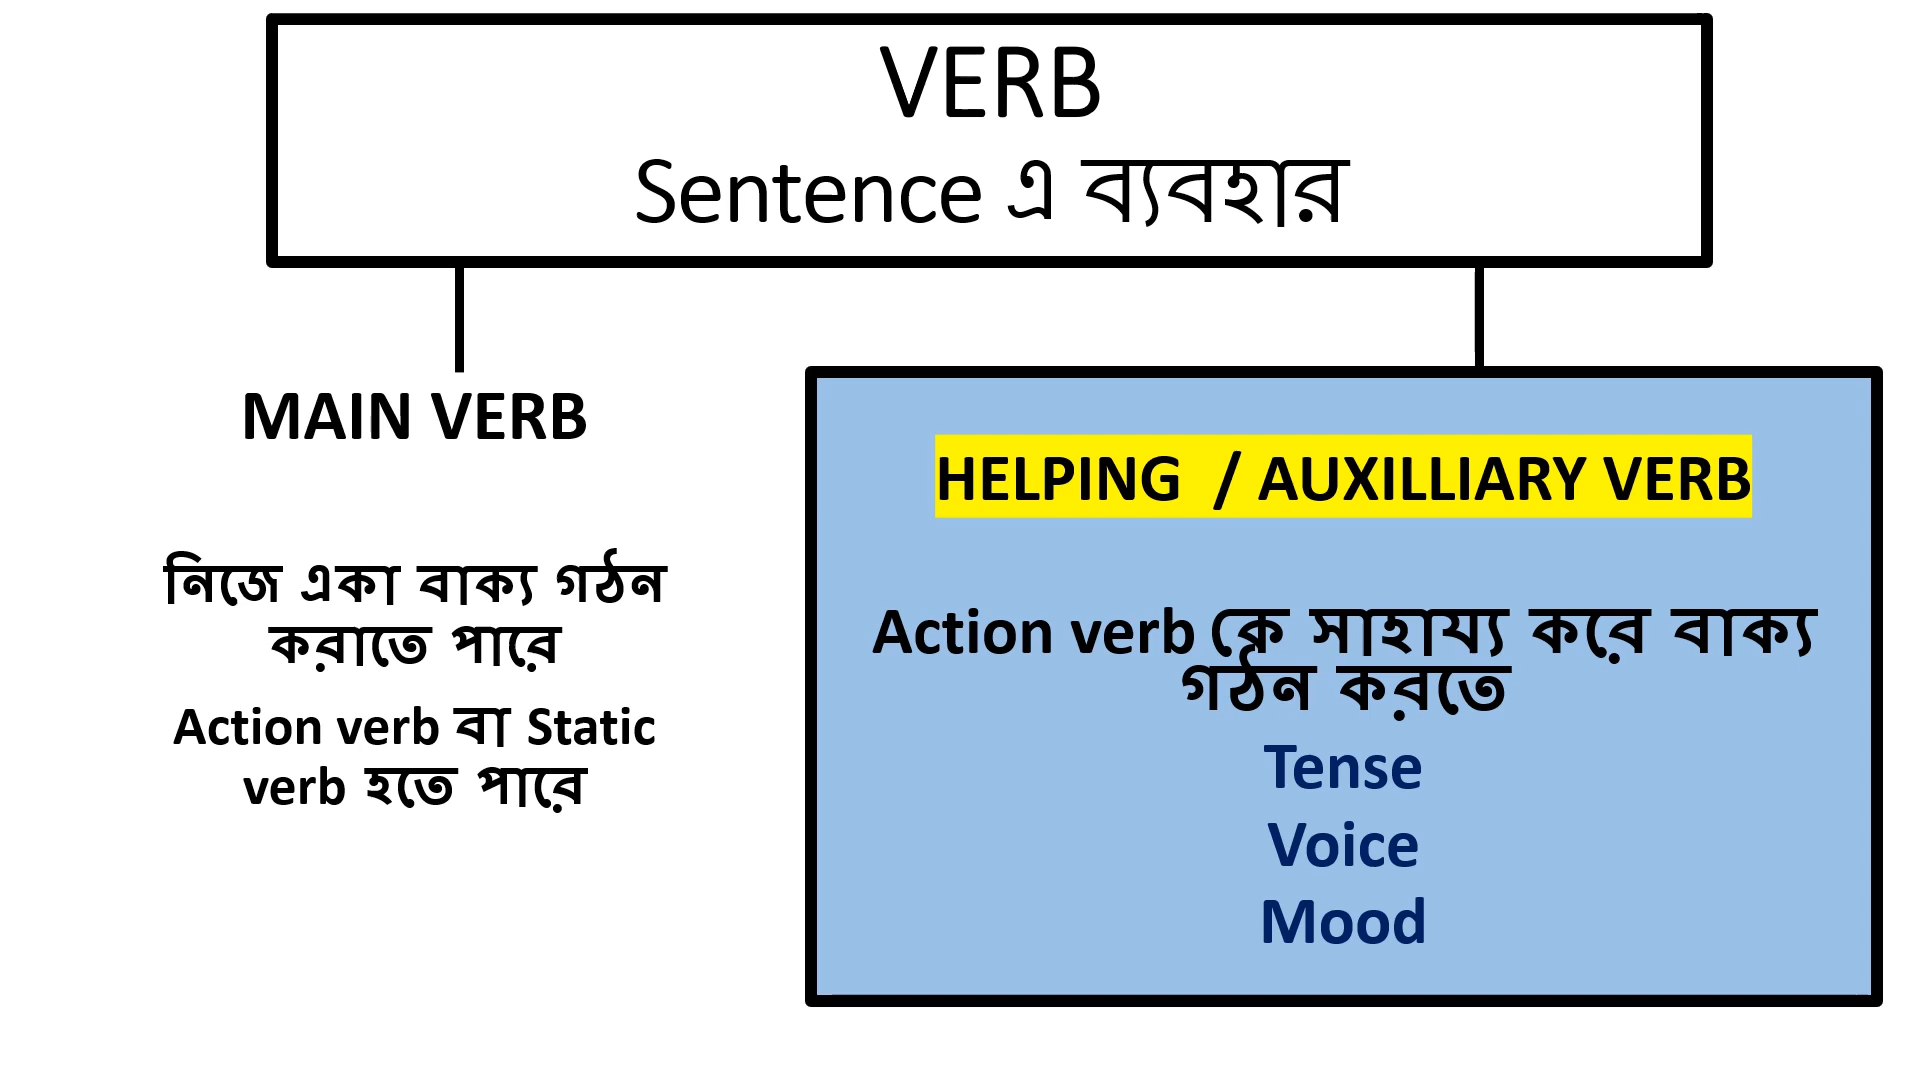 VERB
Sentence এ ব্যবহার
MAIN VERB
নিজে একা বাক্য গঠন
করাতে পারে
Action verb বা Static
verb হতে পারে
HELPING / AUXILLIARY VERB
Action verb কে সাহায্য করে বাক্য
গঠন করতে
Tense
Voice
Mood